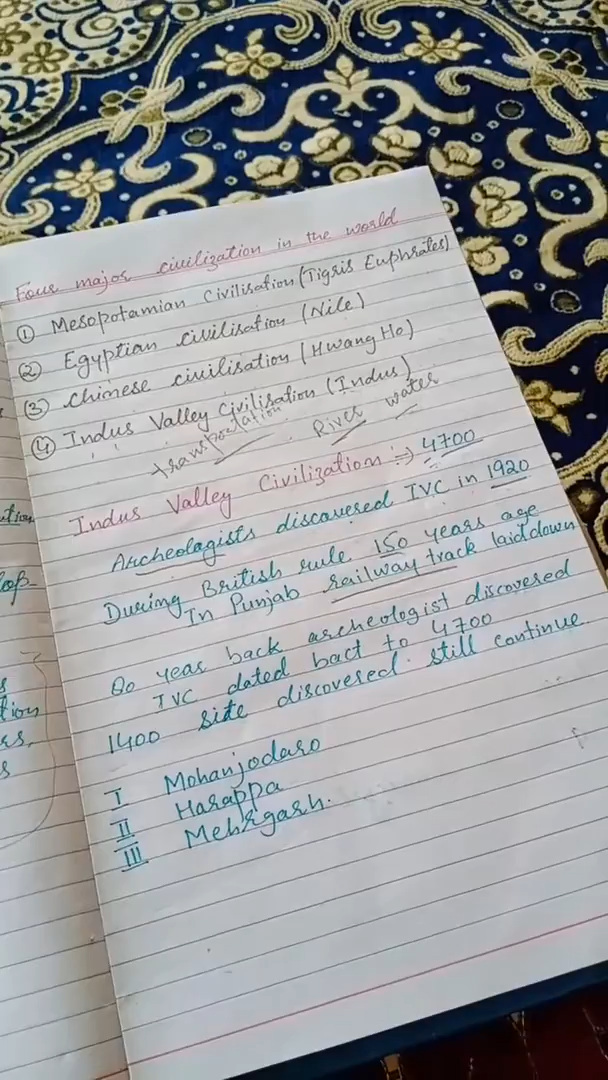 Four major civilization in the world
① Mesopotamian Civilisation (Tigris Euphrates)
② Egyptian civilisation (Nile)
③ Chinese civilisation (Hwang Ho)
④ Indus Valley Civilisation (Indus)
transportation River water
Indus Valley Civilization :→ 4700
Archeologists discovered IVC in 1920
During British rule 150 years age
In Punjab railway track laid down
80 year back archeologist discovered
IVC dated bact to 4700
1400 site discovered. still continue.
I Mohanjodaro
II Harappa
III Mehrgarh.
tion